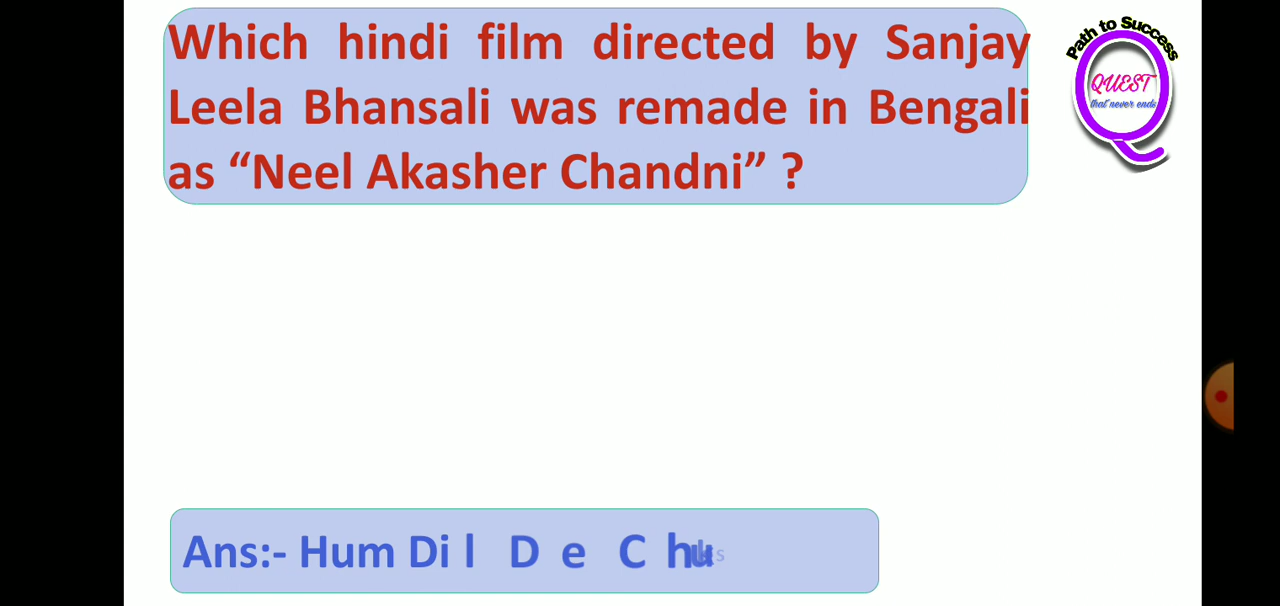 Which hindi film directed by Sanjay
Leela Bhansali was remade in Bengali
as “Neel Akasher Chandni” ?
Path to Success
QUEST
that never ends
Ans:- Hum Dil De